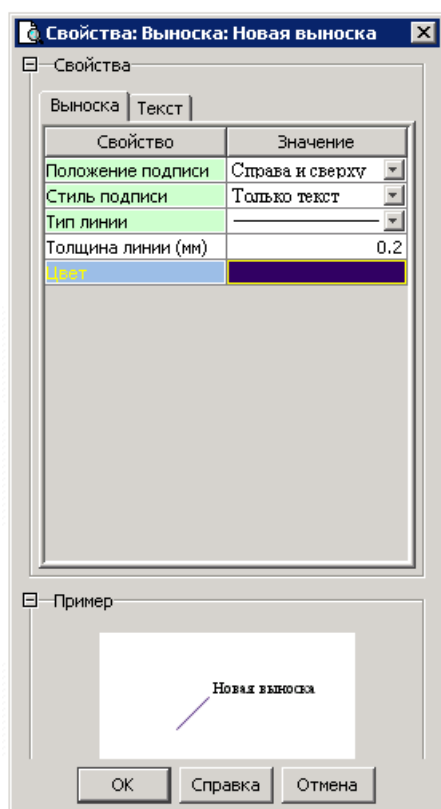 Свойства: Выноска: Новая выноска
Свойства
Выноска Текст
Свойство Значение
Положение подписи Справа и сверху
Стиль подписи Только текст
Тип линии
Толщина линии (мм) 0.2
Цвет
Пример
Новая выноска
OK Справка Отмена